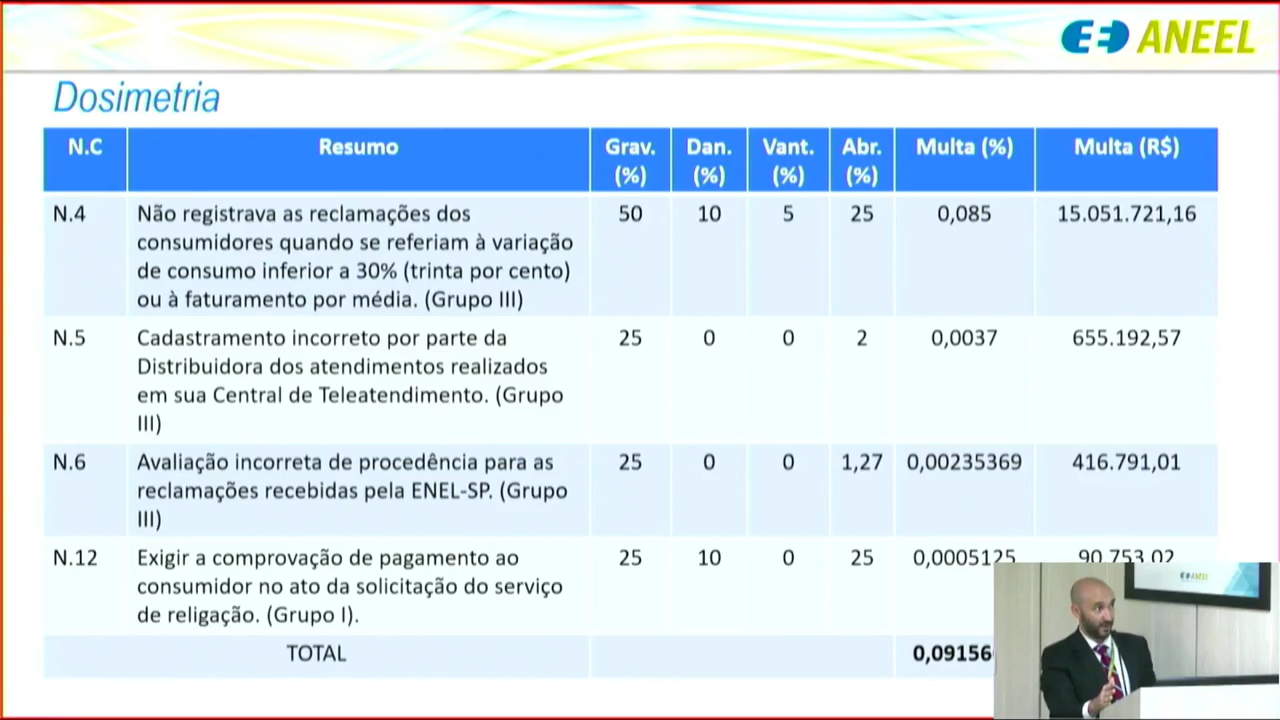 ANEEL
Dosimetria
N.C Resumo Grav. (%) Dan. (%) Vant. (%) Abr. (%) Multa (%) Multa (R$)
N.4 Não registrava as reclamações dos 50 10 5 25 0,085 15.051.721,16
consumidores quando se referiam à variação
de consumo inferior a 30% (trinta por cento)
ou à faturamento por média. (Grupo III)
N.5 Cadastramento incorreto por parte da 25 0 0 2 0,0037 655.192,57
Distribuidora dos atendimentos realizados
em sua Central de Teleatendimento. (Grupo
III)
N.6 Avaliação incorreta de procedência para as 25 0 0 1,27 0,00235369 416.791,01
reclamações recebidas pela ENEL-SP. (Grupo
III)
N.12 Exigir a comprovação de pagamento ao 25 10 0 25 0,0005125 90.753,02
consumidor no ato da solicitação do serviço
de religação. (Grupo I).
TOTAL
ANEEL